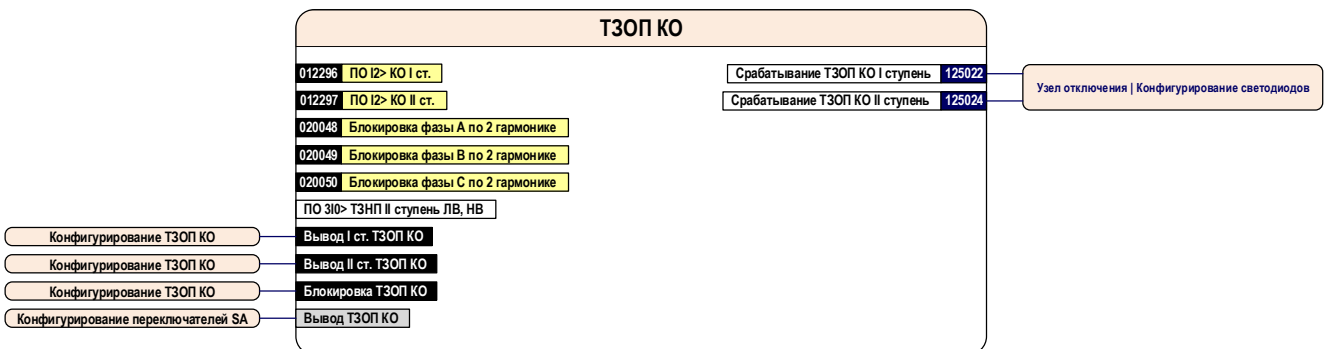 ТЗОП КО
012296 ПО I2> КО I ст.
012297 ПО I2> КО II ст.
020048 Блокировка фазы А по 2 гармонике
020049 Блокировка фазы В по 2 гармонике
020050 Блокировка фазы С по 2 гармонике
ПО 3I0> ТЗНП II ступень ЛВ, НВ
Конфигурирование ТЗОП КО Вывод I ст. ТЗОП КО
Конфигурирование ТЗОП КО Вывод II ст. ТЗОП КО
Конфигурирование ТЗОП КО Блокировка ТЗОП КО
Конфигурирование переключателей SA Вывод ТЗОП КО
Срабатывание ТЗОП КО I ступень 125022
Срабатывание ТЗОП КО II ступень 125024
Узел отключения | Конфигурирование светодиодов